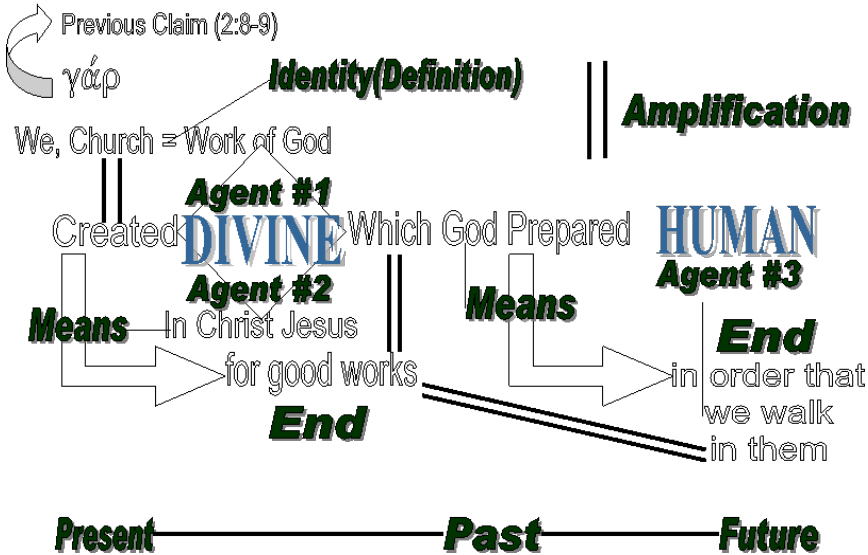 Previous Claim (2:8-9)
γάρ
Identity(Definition)
Amplification
We, Church = Work of God
Agent #1
Created DIVINE Which God Prepared HUMAN
Agent #2
Agent #3
Means
In Christ Jesus
Means
End
for good works
in order that
we walk
in them
End
Present
Past
Future